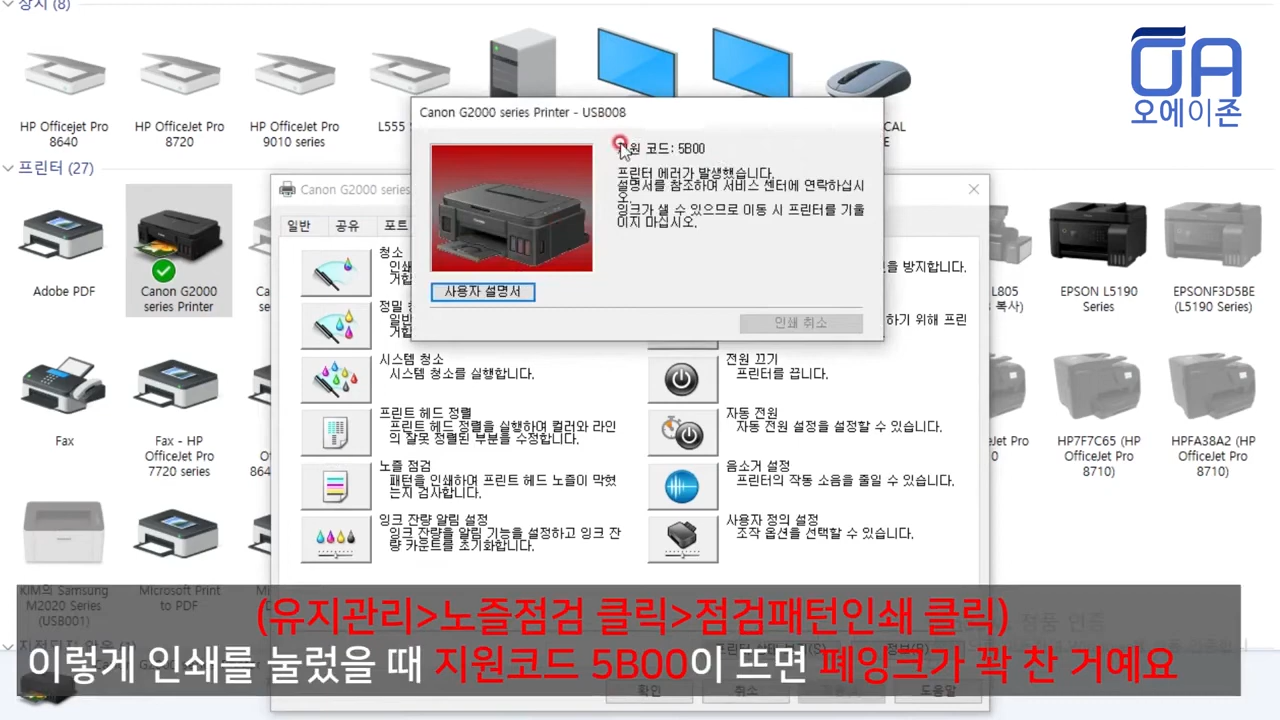 장치 (8)
HP Officejet Pro
8640
HP OfficeJet Pro
8720
HP OfficeJet Pro
9010 series
L555
CAL
E
오에이존
프린터 (27)
Adobe PDF
Canon G2000
series Printer
Ca
L805
복사)
EPSON L5190
Series
EPSONF3D5BE
(L5190 Series)
Fax
Fax - HP
OfficeJet Pro
7720 series
864
Jet Pro
0
HP7F7C65 (HP
OfficeJet Pro
8710)
HPFA38A2 (HP
OfficeJet Pro
8710)
KIM의 Samsung
M2020 Series
(USB001)
Microsoft Print
to PDF
Canon G2000 series
일반
공유
포트
청소
정밀
시스템 청소
시스템 청소를 실행합니다.
프린트 헤드 정렬
프린트 헤드 정렬을 실행하며 컬러와 라인
의 잘못 정렬된 부분을 수정합니다.
노즐 점검
패턴을 인쇄하며 프린트 헤드 노즐이 막혔
는지 검사합니다.
잉크 잔량 알림 설정
잉크 잔량을 알림 기능을 설정하고 잉크 잔
량 카운트를 초기화합니다.
을 방지합니다.
하기 위해 프린
전원 끄기
프린터를 끕니다.
자동 전원
자동 전원 설정을 설정할 수 있습니다.
음소거 설정
프린터의 작동 소음을 줄일 수 있습니다.
사용자 정의 설정
조작 옵션을 선택할 수 있습니다.
Canon G2000 series Printer - USB008
지원 코드: 5B00
프린터 에러가 발생했습니다.
설명서를 참조하며 서비스 센터에 연락하십시
오.
잉크가 샐 수 있으므로 이동 시 프린터를 기울
이지 마십시오.
사용자 설명서
인쇄 취소
(유지관리>노즐점검 클릭>점검패턴인쇄 클릭)
이렇게 인쇄를 눌렀을 때 지원코드 5B00이 뜨면 폐잉크가 꽉 찬 거예요
확인
취소
도움말